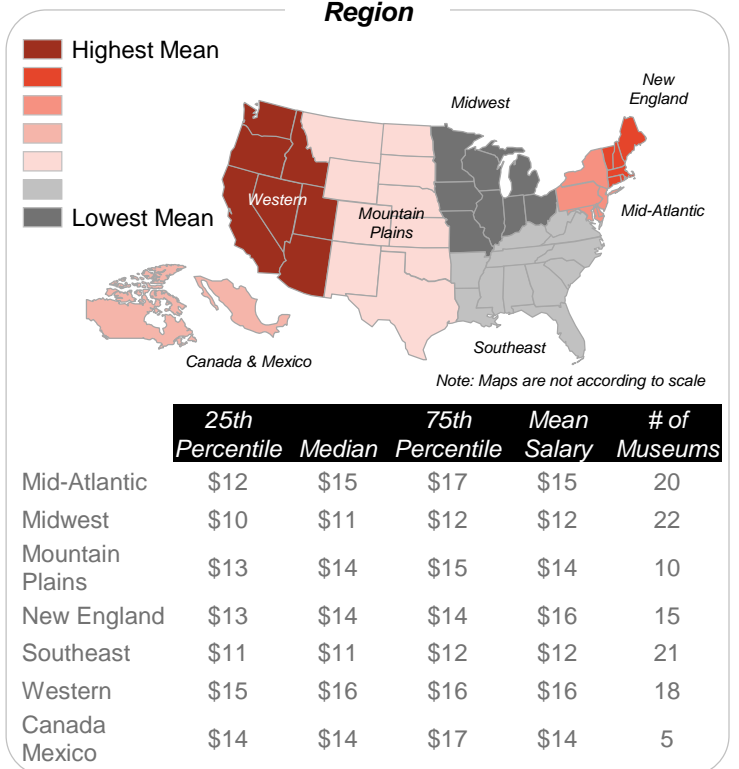 Region
Highest Mean
New
England
Midwest
Western
Mountain
Plains
Mid-Atlantic
Lowest Mean
Southeast
Canada & Mexico
Note: Maps are not according to scale
25th Percentile Median 75th Percentile Mean Salary # of Museums
Mid-Atlantic $12 $15 $17 $15 20
Midwest $10 $11 $12 $12 22
Mountain Plains $13 $14 $15 $14 10
New England $13 $14 $14 $16 15
Southeast $11 $11 $12 $12 21
Western $15 $16 $16 $16 18
Canada Mexico $14 $14 $17 $14 5